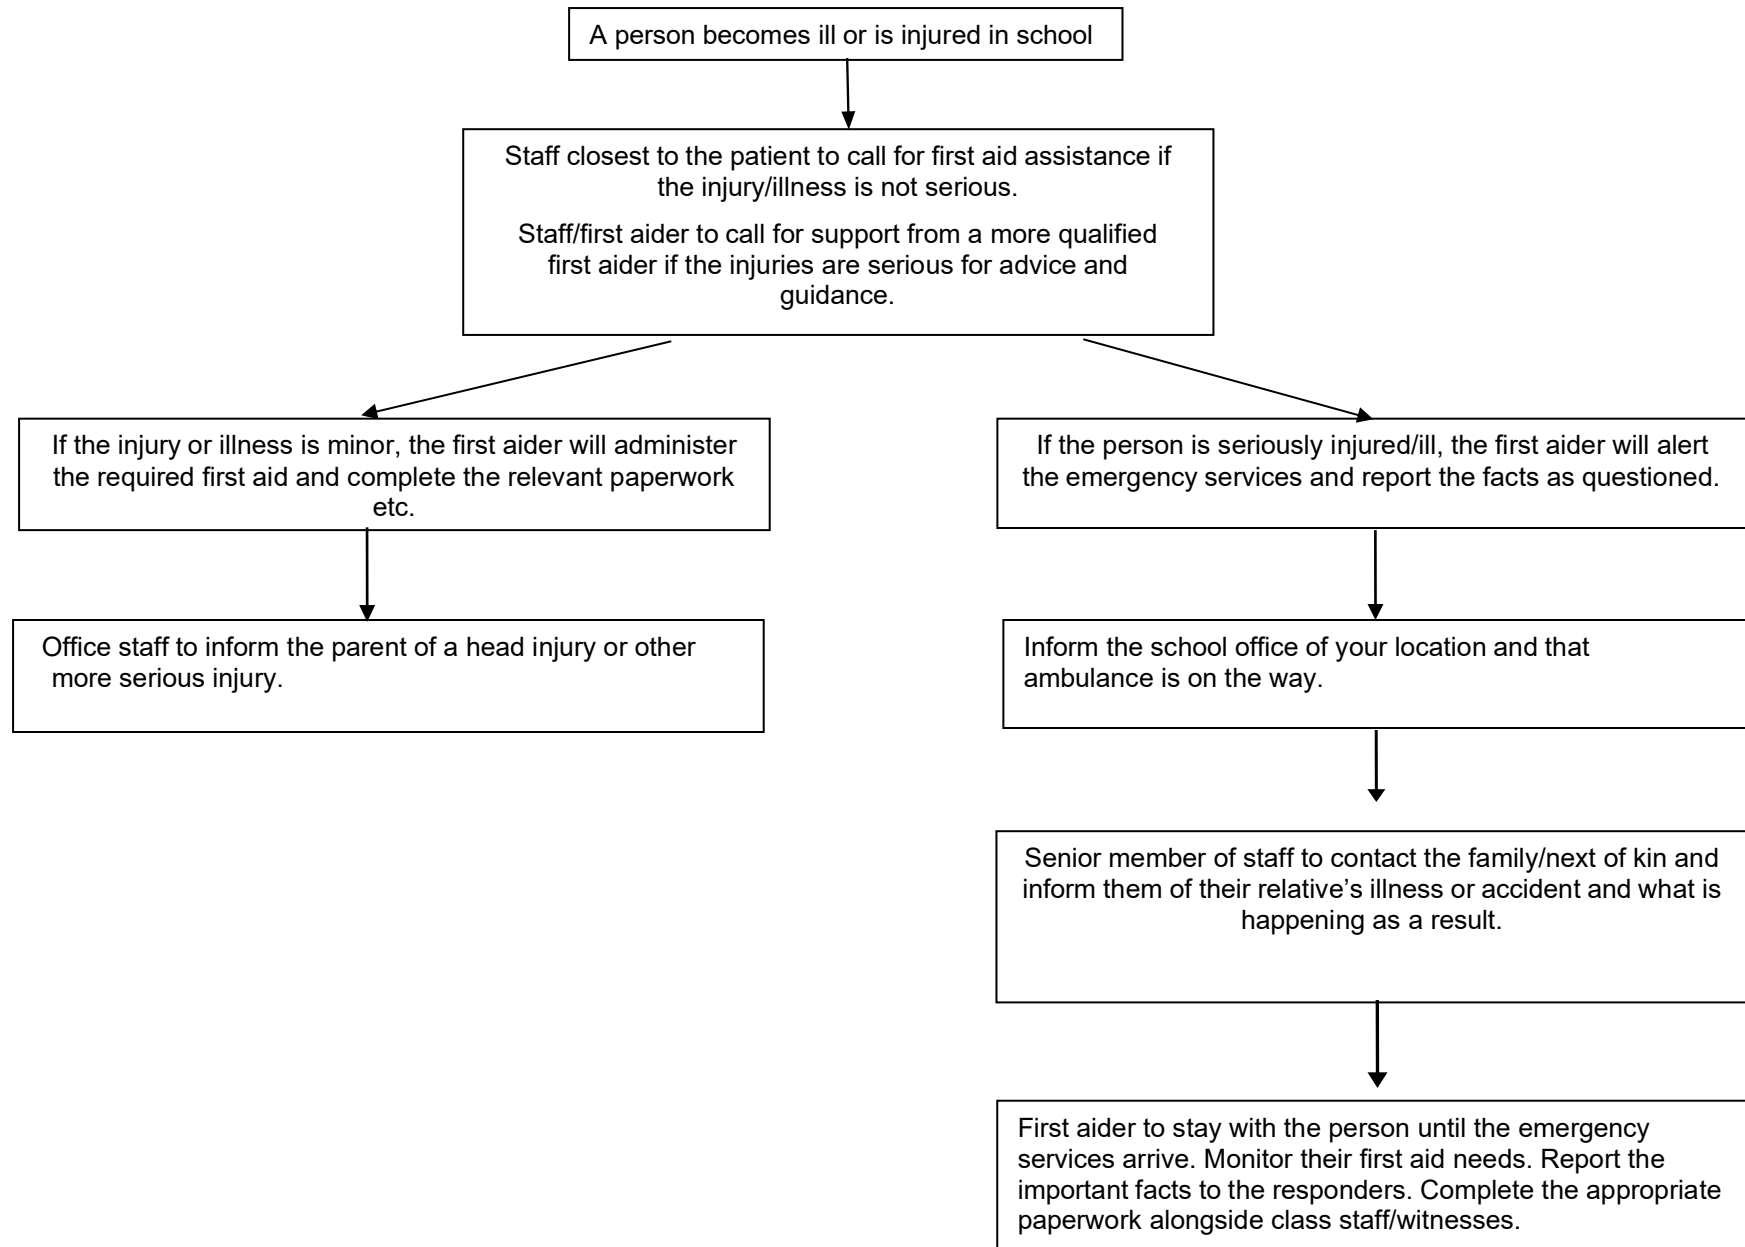 A person becomes ill or is injured in school
Staff closest to the patient to call for first aid assistance if
the injury/illness is not serious.
Staff/first aider to call for support from a more qualified
first aider if the injuries are serious for advice and
guidance.
If the injury or illness is minor, the first aider will administer
the required first aid and complete the relevant paperwork
etc.
Office staff to inform the parent of a head injury or other
more serious injury.
If the person is seriously injured/ill, the first aider will alert
the emergency services and report the facts as questioned.
Inform the school office of your location and that
ambulance is on the way.
Senior member of staff to contact the family/next of kin and
inform them of their relative’s illness or accident and what is
happening as a result.
First aider to stay with the person until the emergency
services arrive. Monitor their first aid needs. Report the
important facts to the responders. Complete the appropriate
paperwork alongside class staff/witnesses.